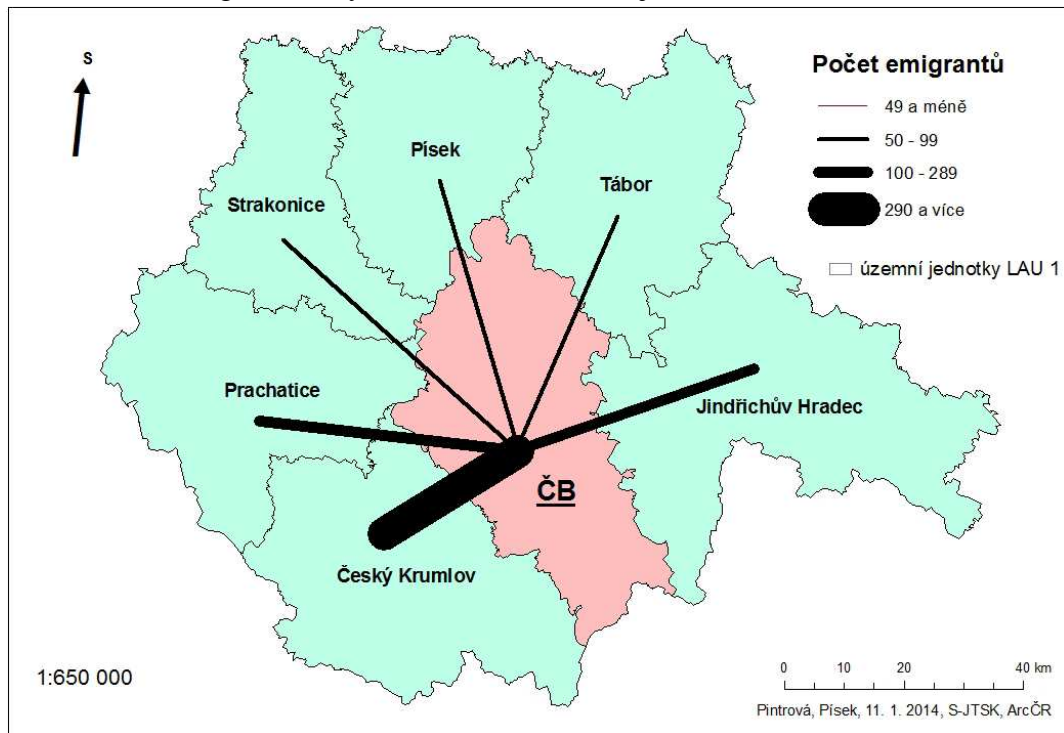 S
Počet emigrantů
49 a méně
50 - 99
100 - 289
290 a více
územní jednotky LAU 1
Písek
Tábor
Strakonice
Prachatice
Jindřichův Hradec
ČB
Český Krumlov
1:650 000
0 10 20 40 km
Pintrová, Písek, 11. 1. 2014, S-JTSK, ArcČR